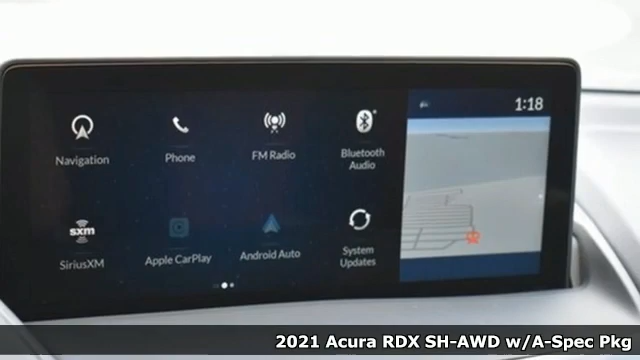 1:18
Navigation
Phone
FM Radio
Bluetooth
Audio
sxm
SiriusXM
Apple CarPlay
Android Auto
System
Updates
2021 Acura RDX SH-AWD w/A-Spec Pkg